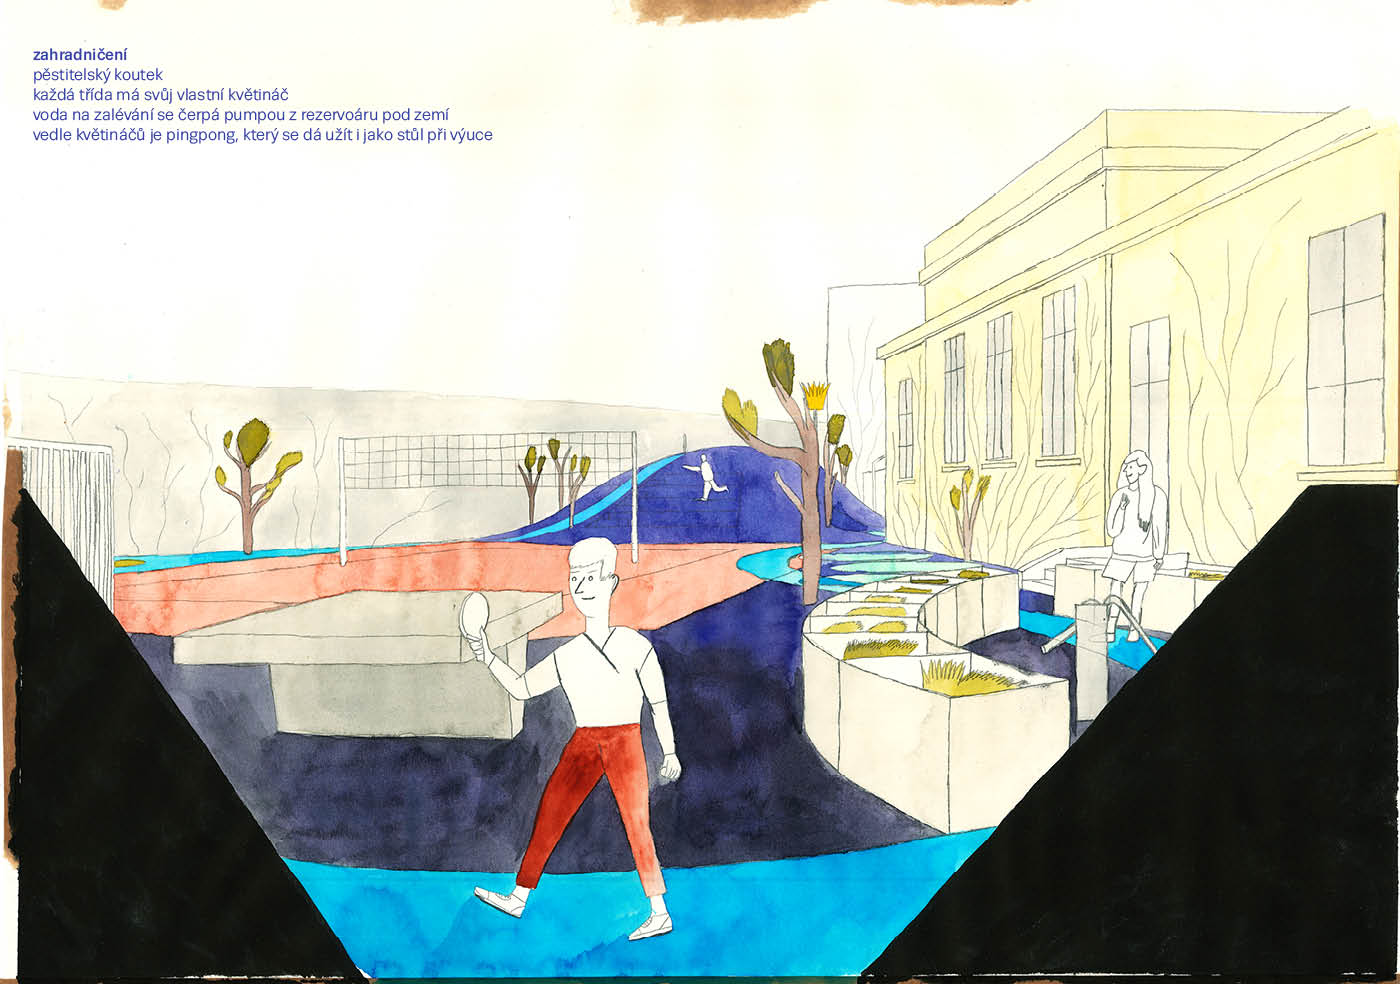 zahradničení
pěstitelský koutek
každá třída má svůj vlastní květináč
voda na zalévání se čerpá pumpou z rezervoáru pod zemí
vedle květináčů je pingpong, který se dá užít i jako stůl při výuce